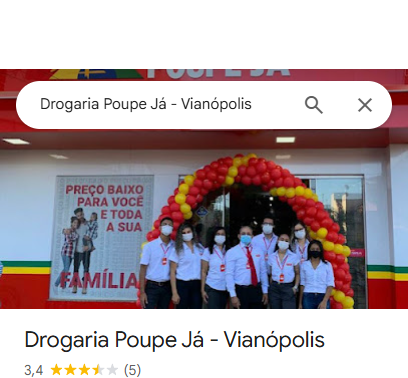 POUPE JÁ
Drogaria Poupe Já - Vianópolis
PREÇO BAIXO
PARA VOCÊ
E TODA
A SUA
FAMÍLIA
Drogaria Poupe Já - Vianópolis
3,4 (5)